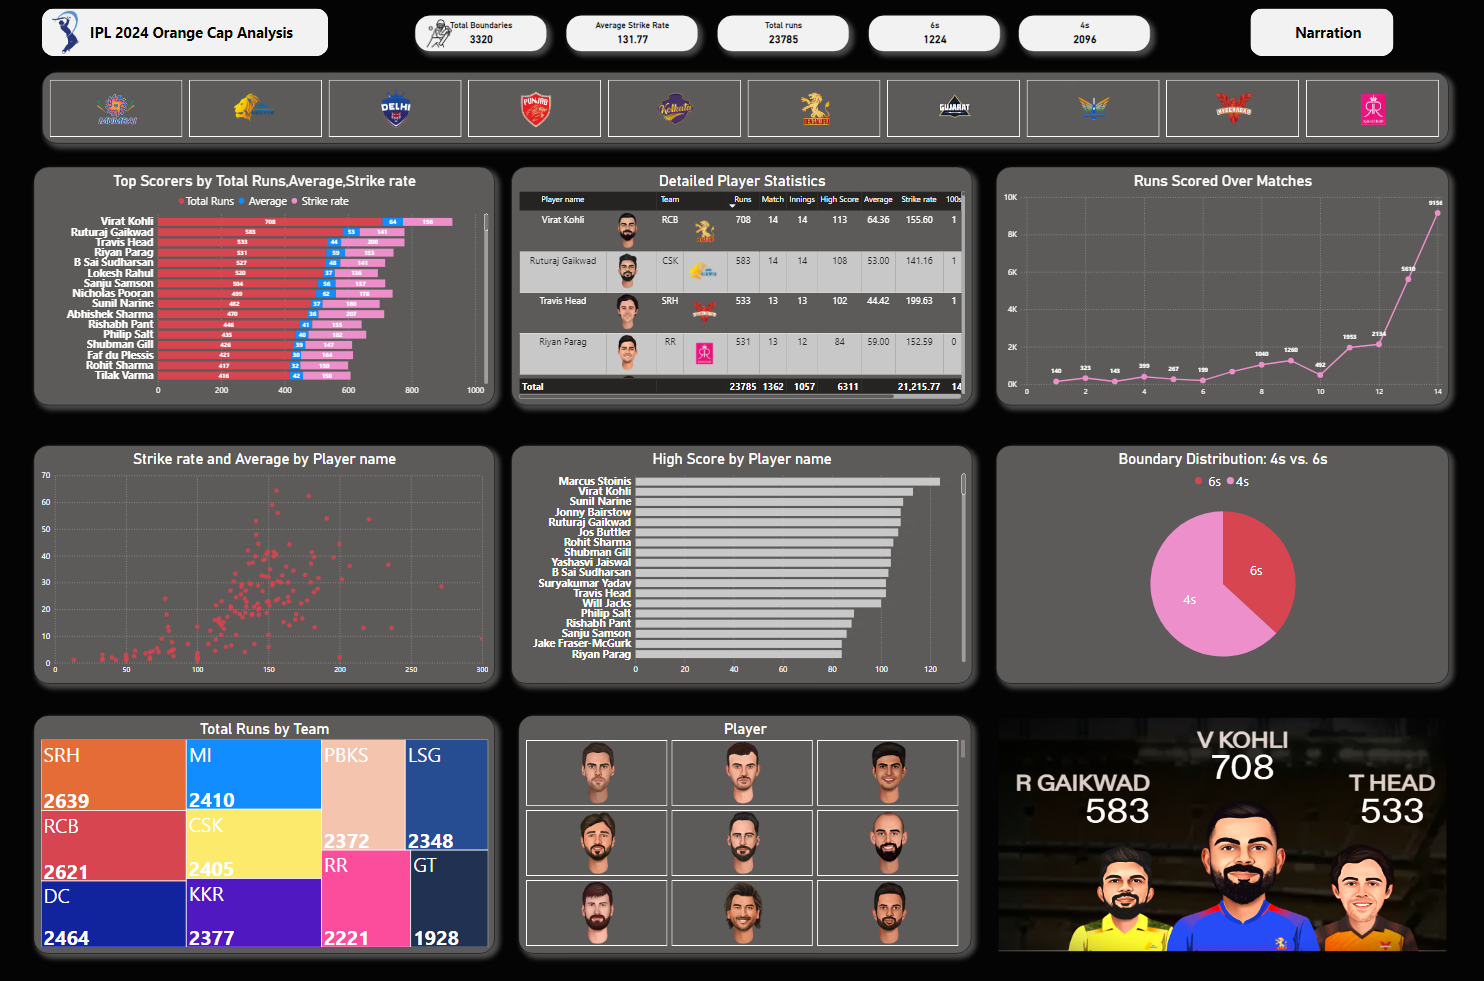 IPL 2024 Orange Cap Analysis
Total Boundaries
3320
Average Strike Rate
131.77
Total runs
23785
6s
1224
4s
2096
Narration
MUMBAI
DELHI
PUNJAB
Kolkata
BENGALURU
GUJARAT
HYDERABAD
RR
Top Scorers by Total Runs,Average,Strike rate
Total Runs Average Strike rate
Virat Kohli 708 64 156
Ruturaj Gaikwad 583 53 141
Travis Head 533 44 200
Riyan Parag 531 59 153
B Sai Sudharsan 527 48 141
Lokesh Rahul 520 37 136
Sanju Samson 504 56 157
Nicholas Pooran 499 62 178
Sunil Narine 482 37 180
Abhishek Sharma 470 36 207
Rishabh Pant 446 41 155
Philip Salt 435 40 182
Shubman Gill 426 39 147
Faf du Plessis 421 30 164
Rohit Sharma 417 32 150
Tilak Varma 416 42 150
0 200 400 600 800 1000
Detailed Player Statistics
Player name Team Runs Match Innings High Score Average Strike rate 100s
Virat Kohli RCB 708 14 14 113 64.36 155.60 1
Ruturaj Gaikwad CSK 583 14 14 108 53.00 141.16 1
Travis Head SRH 533 13 13 102 44.42 199.63 1
Riyan Parag RR 531 13 12 84 59.00 152.59 0
Total 23785 1362 1057 6311 21,215.77 14
Runs Scored Over Matches
10K
8K
6K
4K
2K
0K
140 323 143 399 267 199 1040 1260 492 1953 2134 5610 9156
0 2 4 6 8 10 12 14
Strike rate and Average by Player name
70
60
50
40
30
20
10
0
0 50 100 150 200 250 300
High Score by Player name
Marcus Stoinis
Virat Kohli
Sunil Narine
Jonny Bairstow
Ruturaj Gaikwad
Jos Buttler
Rohit Sharma
Shubman Gill
Yashasvi Jaiswal
B Sai Sudharsan
Suryakumar Yadav
Travis Head
Will Jacks
Philip Salt
Rishabh Pant
Sanju Samson
Jake Fraser-McGurk
Riyan Parag
0 20 40 60 80 100 120
Boundary Distribution: 4s vs. 6s
6s 4s
6s
4s
Total Runs by Team
SRH
2639
RCB
2621
DC
2464
MI
2410
CSK
2405
KKR
2377
PBKS
2372
LSG
2348
RR
2221
GT
1928
Player
V KOHLI
708
R GAIKWAD
583
T HEAD
533